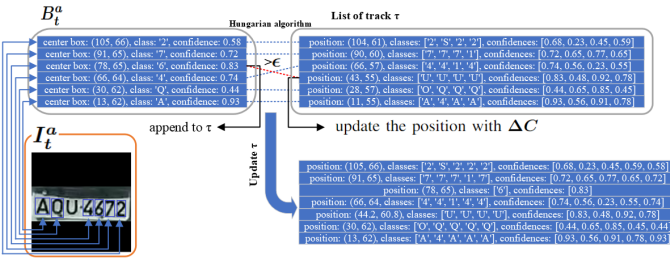 B_t^a
Hungarian algorithm
List of track τ
center box: (105, 66), class: '2', confidence: 0.58
center box: (91, 65), class: '7', confidence: 0.72
center box: (78, 65), class: '6', confidence: 0.83
center box: (66, 64), class: '4', confidence: 0.74
center box: (30, 62), class: 'Q', confidence: 0.44
center box: (13, 62), class: 'A', confidence: 0.93
>ϵ
position: (104, 61), classes: ['2', 'S', '2', '2'], confidences: [0.68, 0.23, 0.45, 0.59]
position: (90, 60), classes: ['7', '7', '7', '1'], confidences: [0.72, 0.65, 0.77, 0.65]
position: (66, 57), classes: ['4', '4', '1', '4'], confidences: [0.74, 0.56, 0.23, 0.55]
position: (43, 55), classes: ['U', 'U', 'U', 'U'], confidences: [0.83, 0.48, 0.92, 0.78]
position: (28, 57), classes: ['O', 'Q', 'Q', 'Q'], confidences: [0.44, 0.65, 0.85, 0.45]
position: (11, 55), classes: ['A', '4', 'A', 'A'], confidences: [0.93, 0.56, 0.91, 0.78]
append to τ
update the position with ΔC
Update τ
I_t^a
AQU·4672
position: (105, 66), classes: ['2', 'S', '2', '2', '2'], confidences: [0.68, 0.23, 0.45, 0.59, 0.58]
position: (91, 65), classes: ['7', '7', '7', '1', '7'], confidences: [0.72, 0.65, 0.77, 0.65, 0.72]
position: (78, 65), classes: ['6'], confidences: [0.83]
position: (66, 64), classes: ['4', '4', '1', '4', '4'], confidences: [0.74, 0.56, 0.23, 0.55, 0.74]
position: (44.2, 60.8), classes: ['U', 'U', 'U', 'U'], confidences: [0.83, 0.48, 0.92, 0.78]
position: (30, 62), classes: ['O', 'Q', 'Q', 'Q', 'Q'], confidences: [0.44, 0.65, 0.85, 0.45, 0.44]
position: (13, 62), classes: ['A', '4', 'A', 'A', 'A'], confidences: [0.93, 0.56, 0.91, 0.78, 0.93]